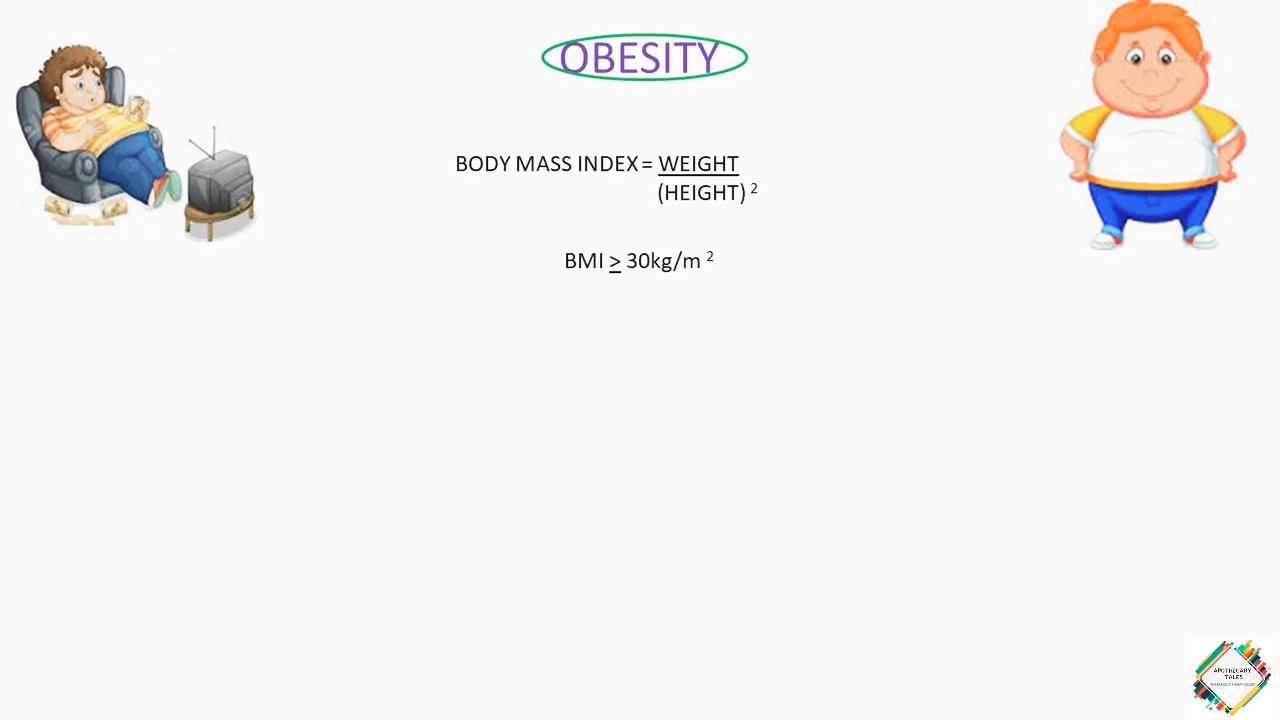 OBESITY
BODY MASS INDEX = WEIGHT
(HEIGHT) 2
BMI ≥ 30kg/m 2
APOTHECARY
TALES